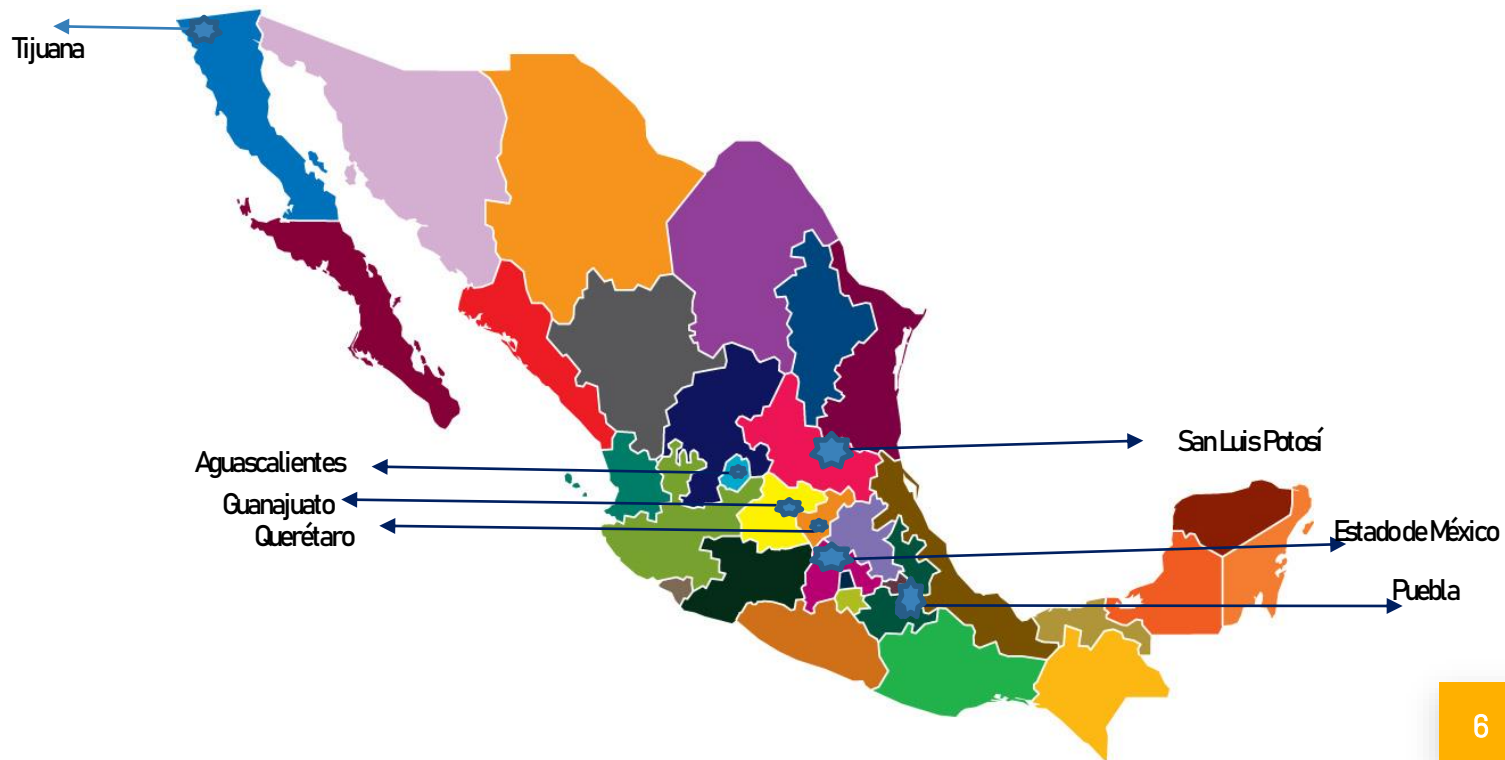 Tijuana
San Luis Potosí
Aguascalientes
Guanajuato
Querétaro
Estado de México
Puebla
6